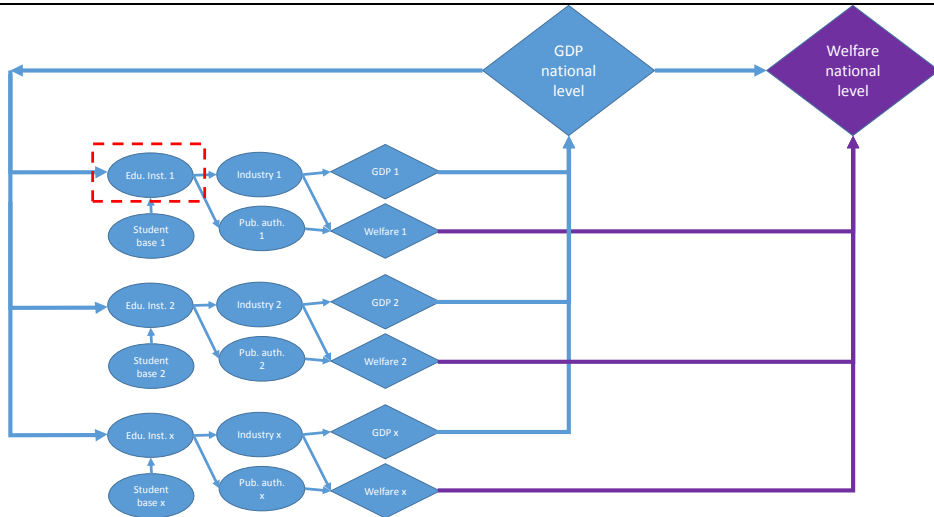 GDP
national
level
Welfare
national
level
Edu. Inst. 1
Industry 1
GDP 1
Student
base 1
Pub. auth.
1
Welfare 1
Edu. Inst. 2
Industry 2
GDP 2
Student
base 2
Pub. auth.
2
Welfare 2
Edu. Inst. x
Industry x
GDP x
Student
base x
Pub. auth.
x
Welfare x